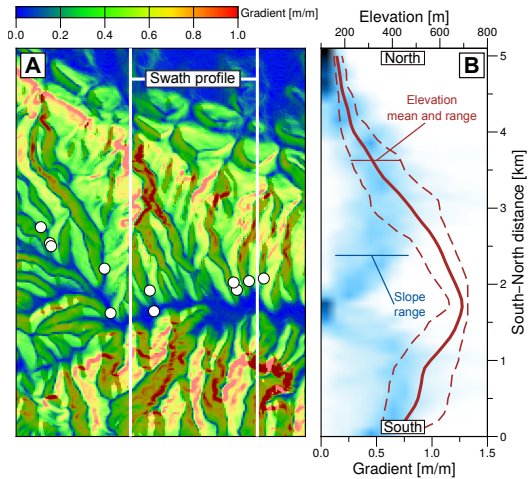 Gradient [m/m]
0.0 0.2 0.4 0.6 0.8 1.0
A
Swath profile
Elevation [m]
200 400 600 800
North
B
Elevation
mean and range
Slope
range
South
5
4
3
2
1
0
South–North distance [km]
0.0 0.5 1.0 1.5
Gradient [m/m]